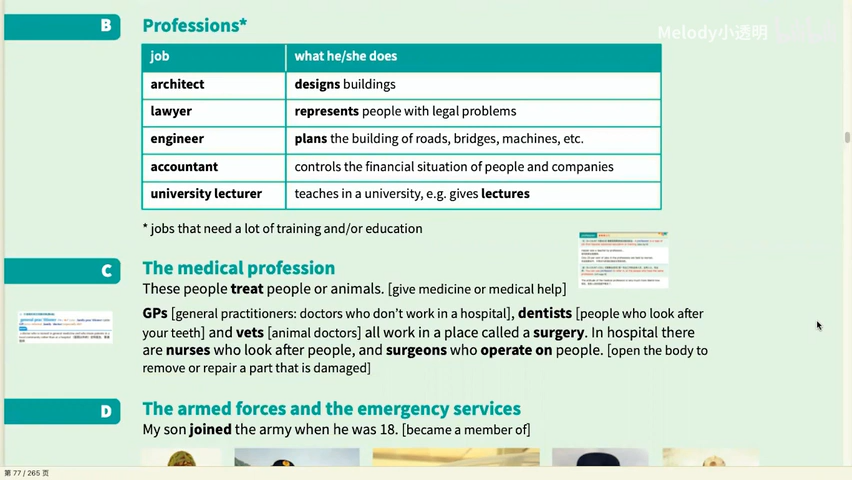 Melody小透明
B
Professions*
job
what he/she does
architect
designs buildings
lawyer
represents people with legal problems
engineer
plans the building of roads, bridges, machines, etc.
accountant
controls the financial situation of people and companies
university lecturer
teaches in a university, e.g. gives lectures
* jobs that need a lot of training and/or education
C
The medical profession
These people treat people or animals. [give medicine or medical help]
GPs [general practitioners: doctors who don't work in a hospital], dentists [people who look after
your teeth] and vets [animal doctors] all work in a place called a surgery. In hospital there
are nurses who look after people, and surgeons who operate on people. [open the body to
remove or repair a part that is damaged]
D
The armed forces and the emergency services
My son joined the army when he was 18. [became a member of]
第 77 / 265 页